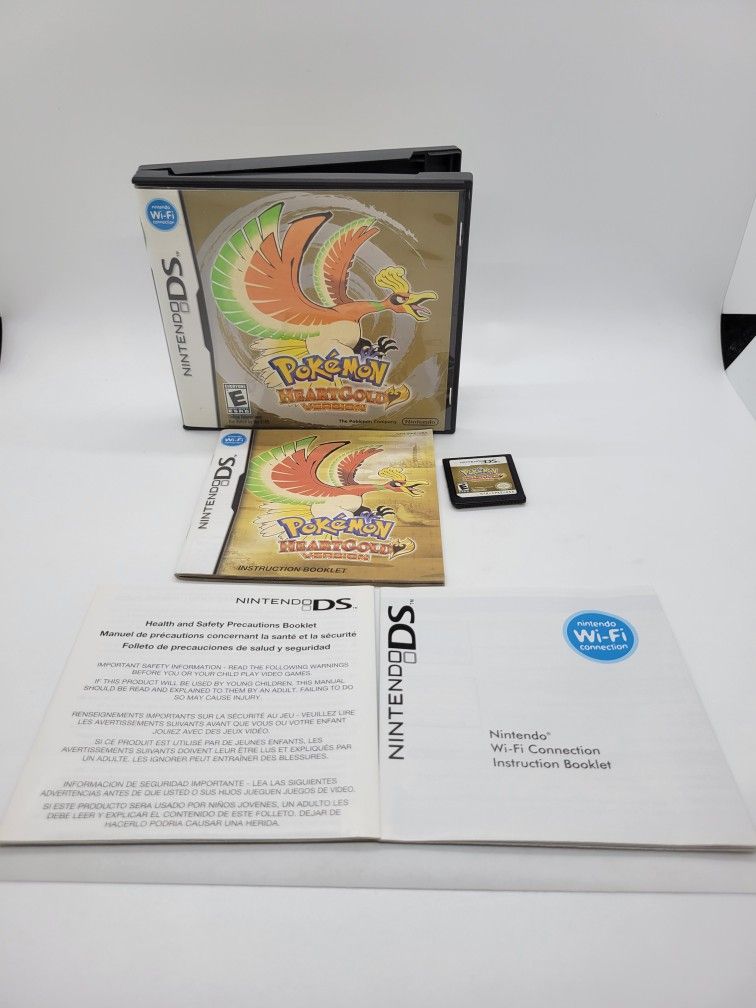 nintendo
Wi-Fi
connection
NINTENDO DS™
Pokémon
HEARTGOLD
VERSION
EVERYONE
E
ESRB
The Pokémon Company
Nintendo
Wi-Fi
NINTENDO DS™
Pokémon
HEARTGOLD
VERSION
INSTRUCTION BOOKLET
NINTENDO DS
Pokémon
E
NINTENDO DS™
Health and Safety Precautions Booklet
Manuel de précautions concernant la santé et la sécurité
Folleto de precauciones de salud y seguridad
IMPORTANT SAFETY INFORMATION - READ THE FOLLOWING WARNINGS
BEFORE YOU OR YOUR CHILD PLAY VIDEO GAMES.
IF THIS PRODUCT WILL BE USED BY YOUNG CHILDREN, THIS MANUAL
SHOULD BE READ AND EXPLAINED TO THEM BY AN ADULT. FAILING TO DO
SO MAY CAUSE INJURY.
RENSEIGNEMENTS IMPORTANTS SUR LA SÉCURITÉ AU JEU - VEUILLEZ LIRE
LES AVERTISSEMENTS SUIVANTS AVANT QUE VOUS OU VOTRE ENFANT
JOUIEZ AVEC DES JEUX VIDÉO.
SI CE PRODUIT EST UTILISÉ PAR DE JEUNES ENFANTS, LES
AVERTISSEMENTS SUIVANTS DOIVENT LEUR ÊTRE LUS ET EXPLIQUÉS PAR
UN ADULTE. LES IGNORER PEUT ENTRAÎNER DES BLESSURES.
INFORMACION DE SEGURIDAD IMPORTANTE - LEA LAS SIGUIENTES
ADVERTENCIAS ANTES DE QUE USTED O SUS HIJOS JUEGUEN JUEGOS DE VIDEO.
SI ESTE PRODUCTO SERA USADO POR NIÑOS JOVENES, UN ADULTO LES
DEBE LEER Y EXPLICAR EL CONTENIDO DE ESTE FOLLETO. DEJAR DE
HACERLO PODRIA CAUSAR UNA HERIDA.
NINTENDO DS™
nintendo
Wi-Fi
connection
Nintendo®
Wi-Fi Connection
Instruction Booklet